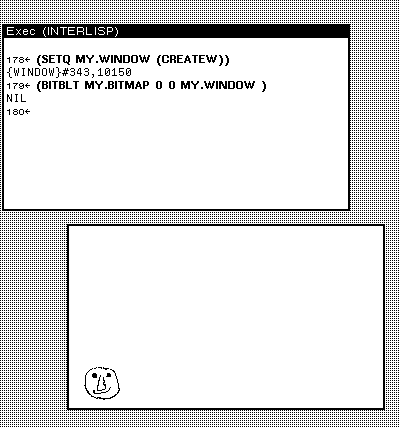 Exec (INTERLISP)
178← (SETQ MY.WINDOW (CREATEW))
{WINDOW}#343,10150
179← (BITBLT MY.BITMAP 0 0 MY.WINDOW )
NIL
180←